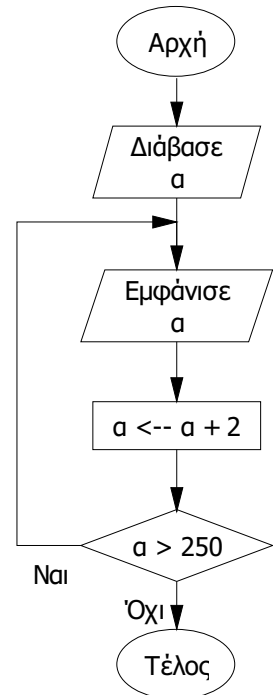 Αρχή
Διάβασε
α
Εμφάνισε
α
α <-- α + 2
α > 250
Ναι
Όχι
Τέλος